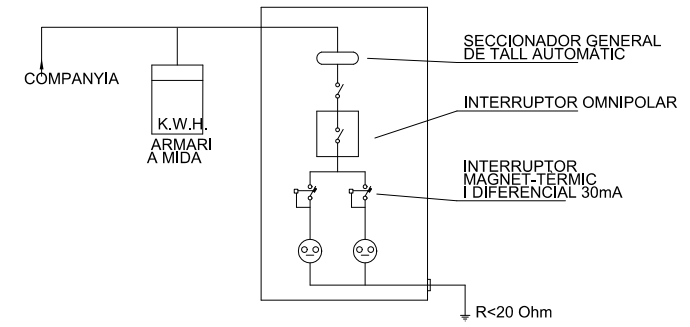 SECCIONADOR GENERAL
DE TALL AUTOMÀTIC
COMPANYIA
K.W.H.
ARMARI
A MIDA
INTERRUPTOR OMNIPOLAR
INTERRUPTOR
MAGNET-TÈRMIC
I DIFERENCIAL 30mA
R<20 Ohm